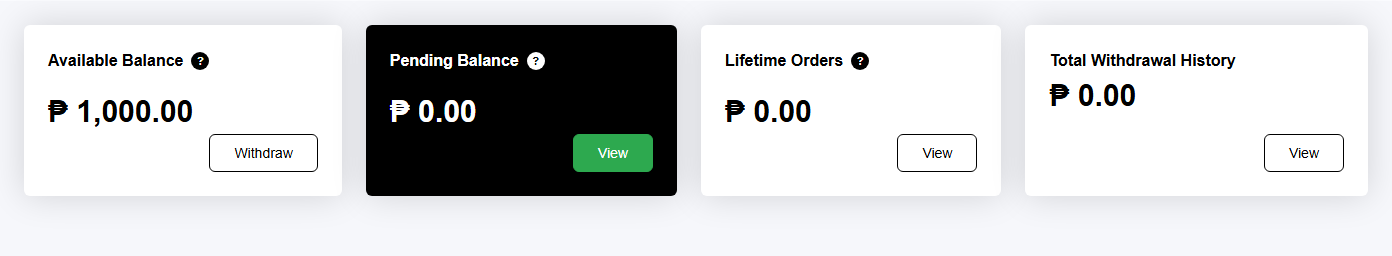 Available Balance ?
₱ 1,000.00
Withdraw
Pending Balance ?
₱ 0.00
View
Lifetime Orders ?
₱ 0.00
View
Total Withdrawal History
₱ 0.00
View